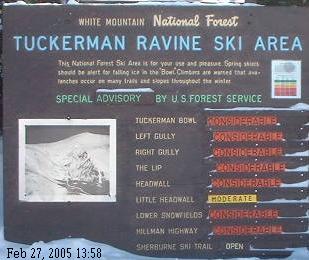 WHITE MOUNTAIN National Forest
TUCKERMAN RAVINE SKI AREA
This National Forest Ski Area is for your use and pleasure. Spring skiers
should be alert for falling ice in the Bowl. Climbers are warned that ava-
lanches occur on many trails and slopes throughout the winter.
SPECIAL ADVISORY BY U.S. FOREST SERVICE
TUCKERMAN BOWL CONSIDERABLE
LEFT GULLY CONSIDERABLE
RIGHT GULLY CONSIDERABLE
THE LIP CONSIDERABLE
HEADWALL CONSIDERABLE
LITTLE HEADWALL MODERATE
LOWER SNOWFIELDS CONSIDERABLE
HILLMAN HIGHWAY CONSIDERABLE
SHERBURNE SKI TRAIL OPEN
Feb 27, 2005 13:58